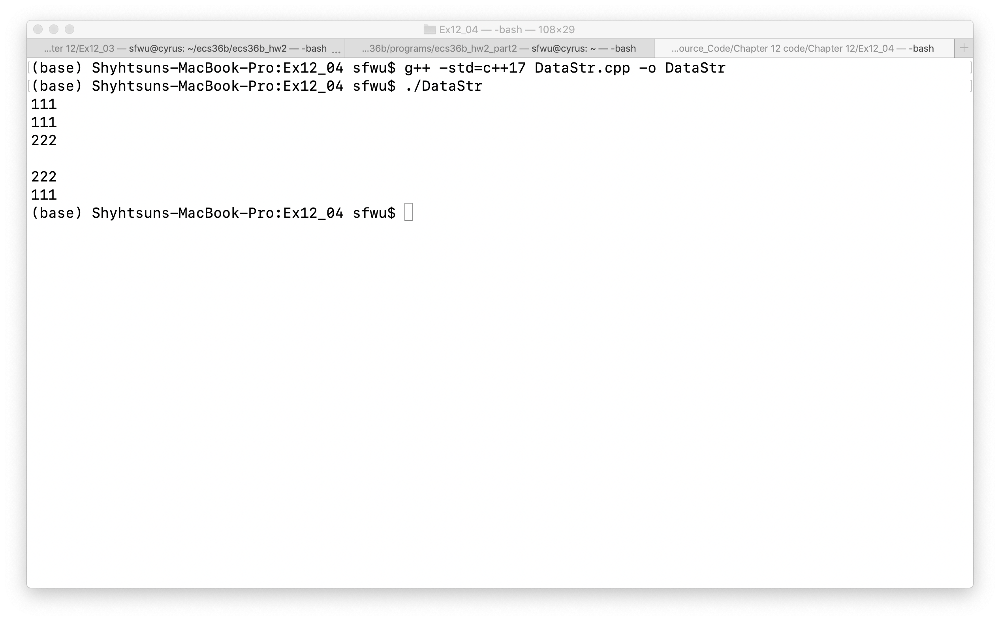 Ex12_04 — -bash — 108×29
...ter 12/Ex12_03 — sfwu@cyrus: ~/ecs36b/ecs36b_hw2 — -bash ...
...36b/programs/ecs36b_hw2_part2 — sfwu@cyrus: ~ — -bash
...ource_Code/Chapter 12 code/Chapter 12/Ex12_04 — -bash
[(base) Shyhtsuns-MacBook-Pro:Ex12_04 sfwu$ g++ -std=c++17 DataStr.cpp -o DataStr ]
[(base) Shyhtsuns-MacBook-Pro:Ex12_04 sfwu$ ./DataStr ]
111
111
222
222
111
(base) Shyhtsuns-MacBook-Pro:Ex12_04 sfwu$